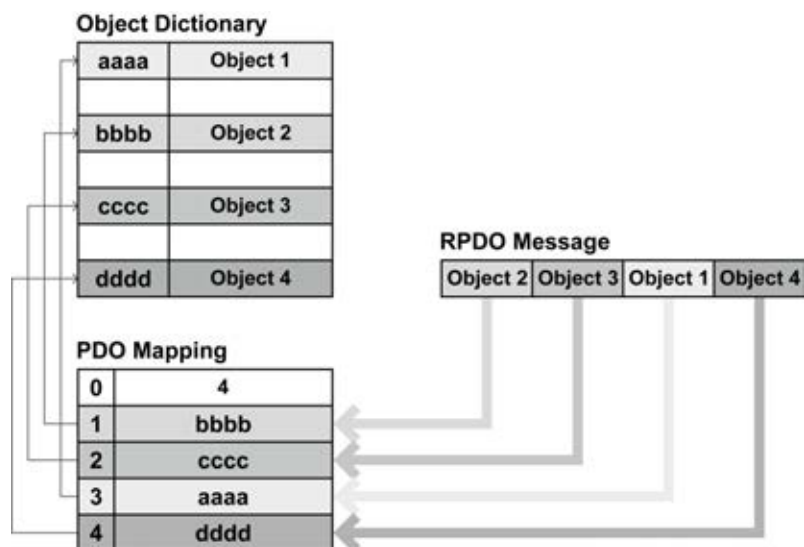 Object Dictionary
aaaa Object 1
bbbb Object 2
cccc Object 3
dddd Object 4
RPDO Message
Object 2 Object 3 Object 1 Object 4
PDO Mapping
0 4
1 bbbb
2 cccc
3 aaaa
4 dddd